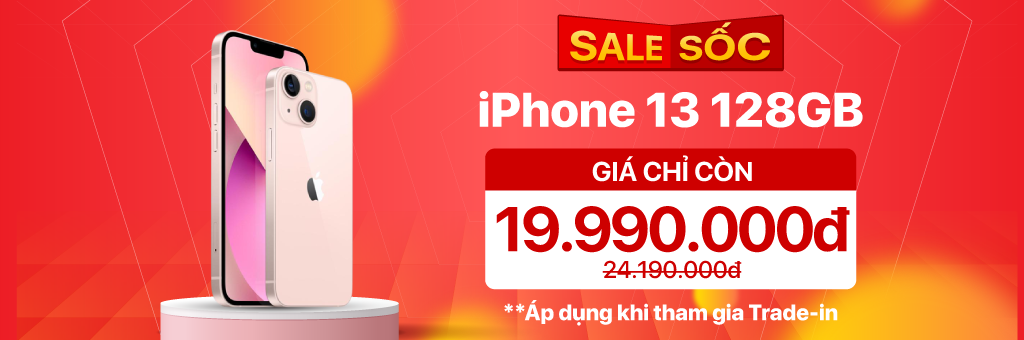 SALE SỐC
iPhone 13 128GB
GIÁ CHỈ CÒN
19.990.000đ
24.190.000đ
**Áp dụng khi tham gia Trade-in